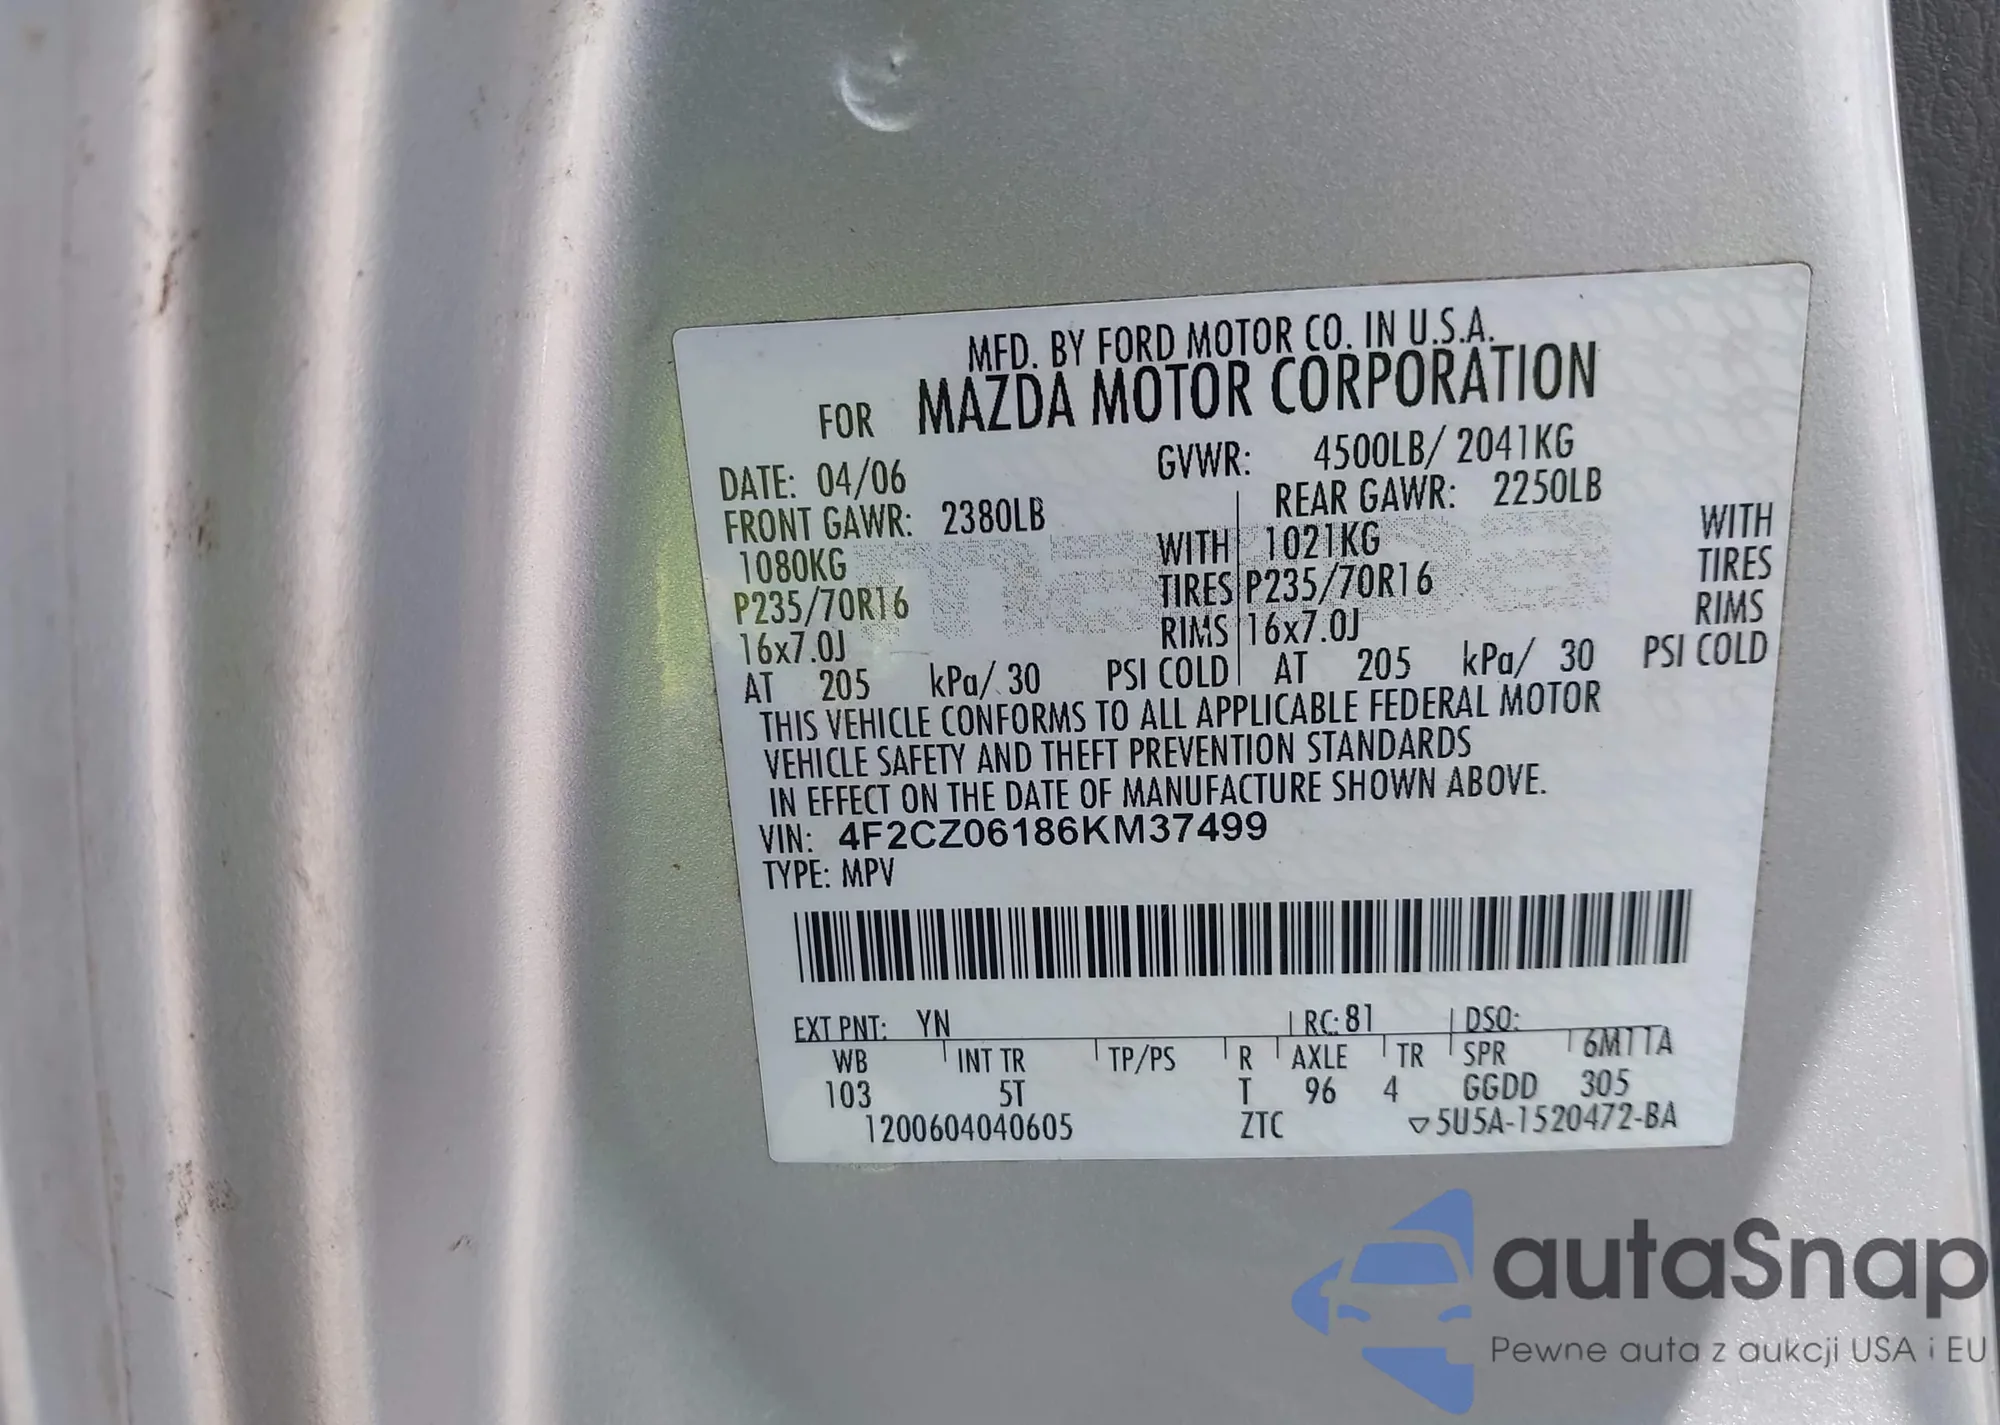 MFD. BY FORD MOTOR CO. IN U.S.A.
FOR MAZDA MOTOR CORPORATION
DATE: 04/06 GVWR: 4500LB/ 2041KG
FRONT GAWR: 2380LB REAR GAWR: 2250LB
1080KG WITH 1021KG WITH
P235/70R16 TIRES P235/70R16 TIRES
16x7.0J RIMS 16x7.0J RIMS
AT 205 kPa/ 30 PSI COLD AT 205 kPa/ 30 PSI COLD
THIS VEHICLE CONFORMS TO ALL APPLICABLE FEDERAL MOTOR
VEHICLE SAFETY AND THEFT PREVENTION STANDARDS
IN EFFECT ON THE DATE OF MANUFACTURE SHOWN ABOVE.
VIN: 4F2CZ06186KM37499
TYPE: MPV
EXT PNT: YN RC: 81 DSO:
WB INT TR TP/PS R AXLE TR SPR 6M11A
103 5T T 96 4 GGDD 305
1200604040605 ZTC ▽5U5A-1520472-BA
autaSnap
Pewne auta z aukcji USA i EU